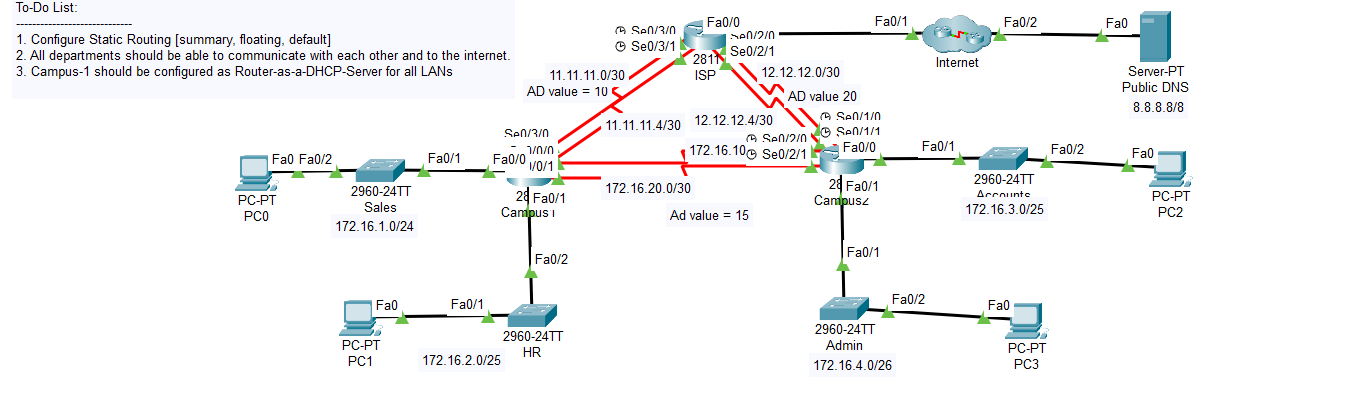 To-Do List:
-----------------------------
1. Configure Static Routing [summary, floating, default]
2. All departments should be able to communicate with each other and to the internet.
3. Campus-1 should be configured as Router-as-a-DHCP-Server for all LANs
Se0/3/0
Se0/3/1
Fa0/0
Se0/2/0
Se0/2/1
2811
ISP
Fa0/1
Fa0/2
Internet
Fa0
Server-PT
Public DNS
8.8.8.8/8
11.11.11.0/30
AD value = 10
12.12.12.0/30
AD value 20
11.11.11.4/30
12.12.12.4/30
Se0/3/0
/0/0
/0/1
172.16.10
Se0/2/0
Se0/2/1
Se0/1/0
Se0/1/1
172.16.20.0/30
Ad value = 15
Fa0
Fa0/2
Fa0/1
Fa0/0
PC-PT
PC0
2960-24TT
Sales
172.16.1.0/24
28
Fa0/1
Campus1
Fa0/0
28
Fa0/1
Campus2
Fa0/1
Fa0/2
Fa0
2960-24TT
Accounts
172.16.3.0/25
PC-PT
PC2
Fa0/2
Fa0
Fa0/1
PC-PT
PC1
2960-24TT
HR
172.16.2.0/25
Fa0/1
Fa0/2
Fa0
2960-24TT
Admin
172.16.4.0/26
PC-PT
PC3